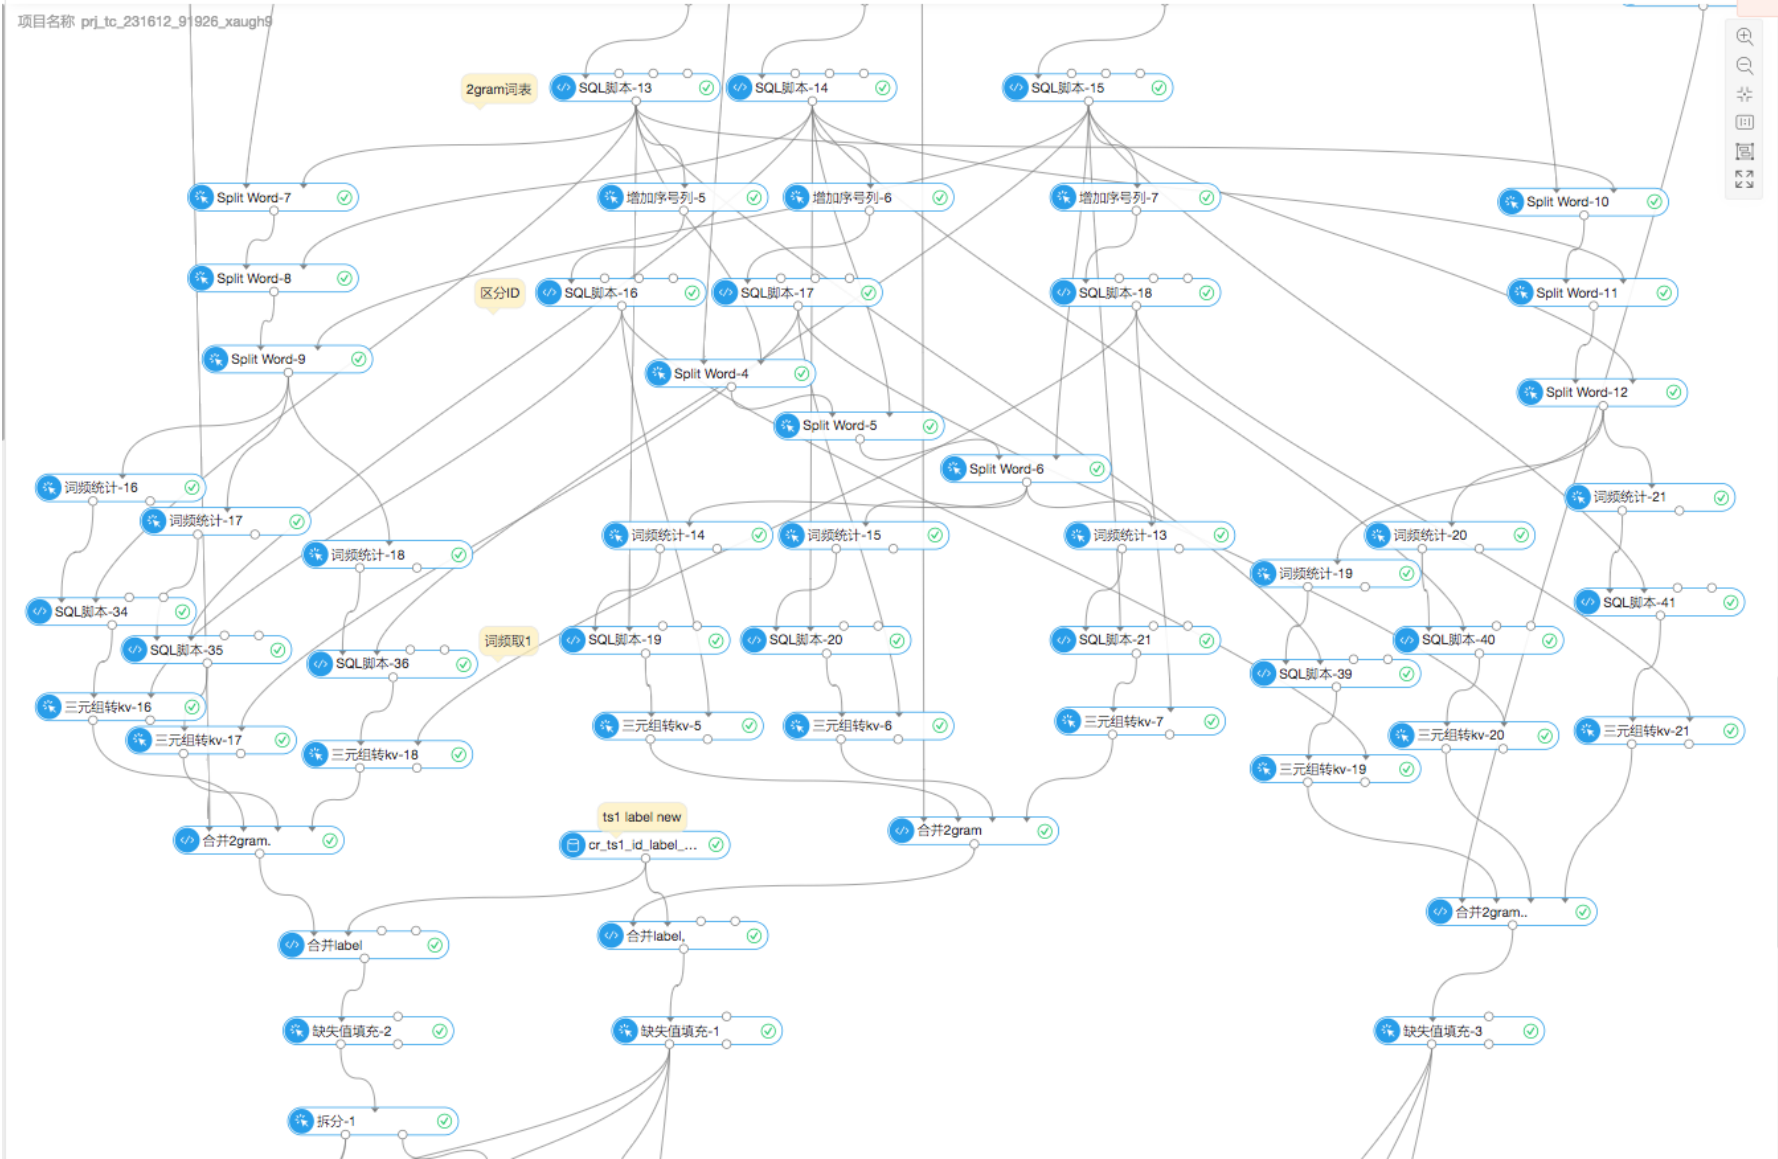 项目名称 prj_tc_231612_91926_xaugh9
2gram词表
SQL脚本-13
SQL脚本-14
SQL脚本-15
Split Word-7
增加序号列-5
增加序号列-6
增加序号列-7
Split Word-10
Split Word-8
区分ID
SQL脚本-16
SQL脚本-17
SQL脚本-18
Split Word-11
Split Word-9
Split Word-4
Split Word-12
Split Word-5
Split Word-6
词频统计-16
词频统计-21
词频统计-17
词频统计-14
词频统计-15
词频统计-13
词频统计-20
词频统计-18
词频统计-19
SQL脚本-34
SQL脚本-41
SQL脚本-35
词频取1
SQL脚本-19
SQL脚本-20
SQL脚本-21
SQL脚本-40
SQL脚本-36
SQL脚本-39
三元组转kv-16
三元组转kv-5
三元组转kv-6
三元组转kv-7
三元组转kv-20
三元组转kv-21
三元组转kv-17
三元组转kv-18
三元组转kv-19
ts1 label new
合并2gram.
cr_ts1_id_label_...
合并2gram
合并2gram..
合并label
合并label,
缺失值填充-2
缺失值填充-1
缺失值填充-3
拆分-1